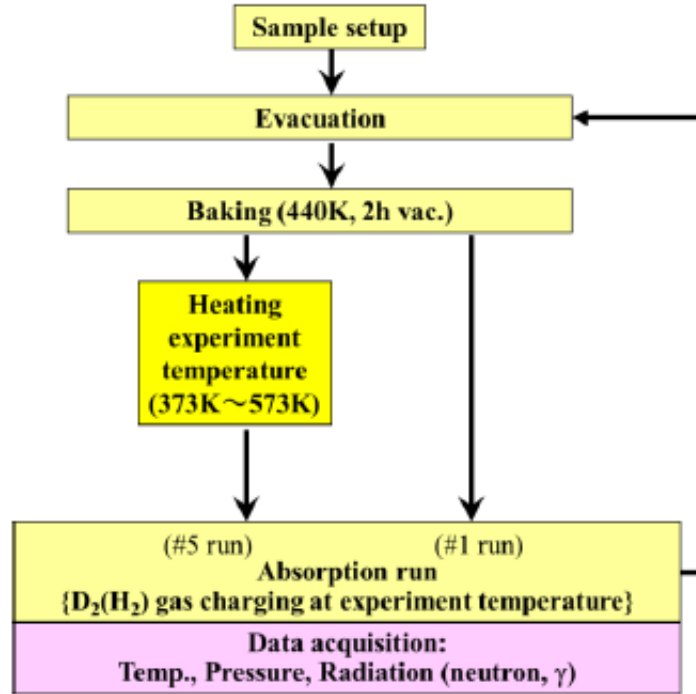 Sample setup
Evacuation
Baking (440K, 2h vac.)
Heating
experiment
temperature
(373K~573K)
(#5 run) (#1 run)
Absorption run
{D₂(H₂) gas charging at experiment temperature}
Data acquisition:
Temp., Pressure, Radiation (neutron, γ)